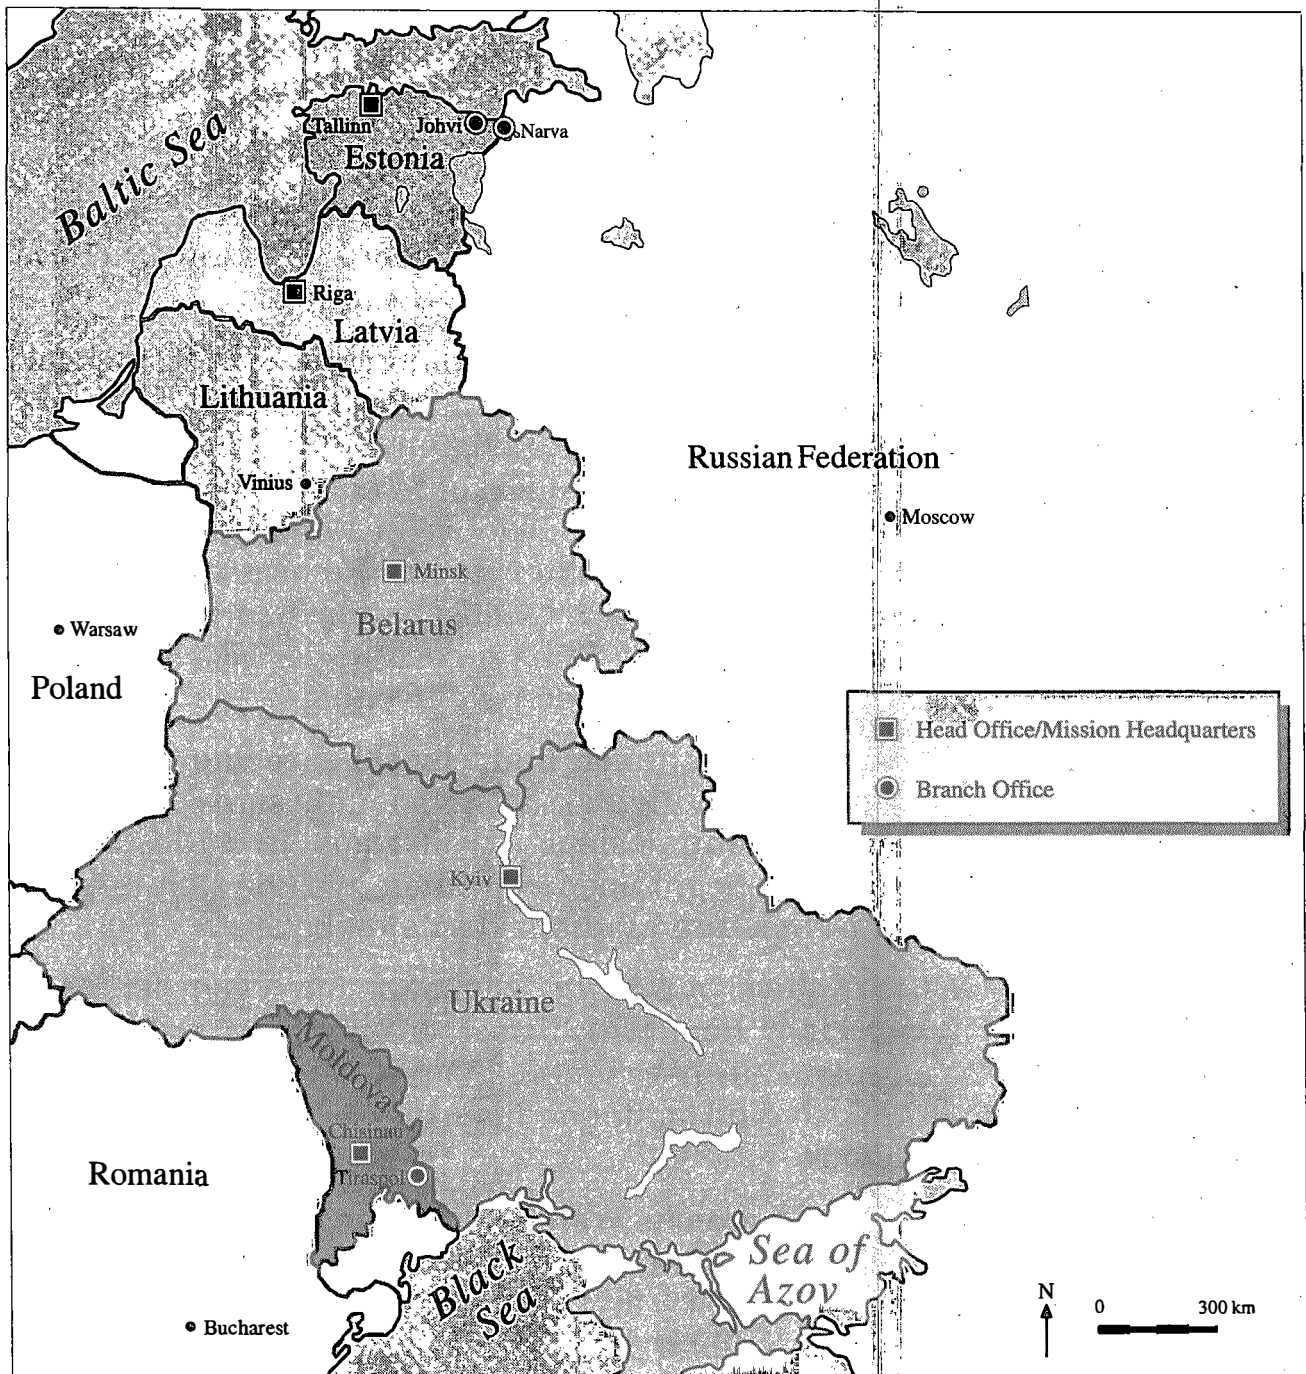 Baltic Sea
Tallinn
Johvi
Narva
Estonia
Riga
Latvia
Lithuania
Vinius
Russian Federation
Moscow
Minsk
Belarus
Warsaw
Poland
Head Office/Mission Headquarters
Branch Office
Kyiv
Ukraine
Moldova
Chisinau
Tiraspol
Romania
Black
Sea
Sea of
Azov
Bucharest
N
0 300 km